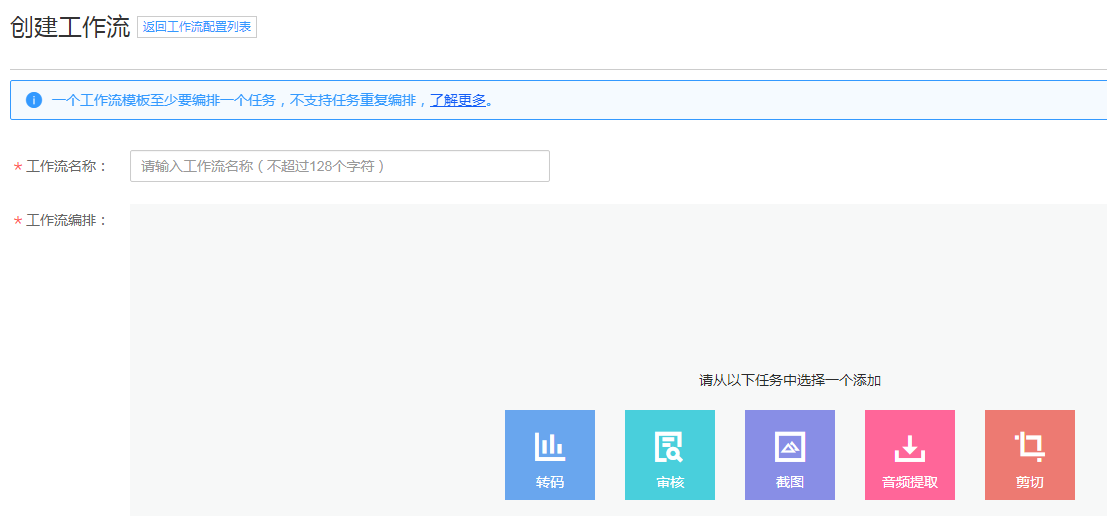 创建工作流 返回工作流配置列表
一个工作流模板至少要编排一个任务，不支持任务重复编排，了解更多。
* 工作流名称： 请输入工作流名称（不超过128个字符）
* 工作流编排：
请从以下任务中选择一个添加
转码 审核 截图 音频提取 剪切